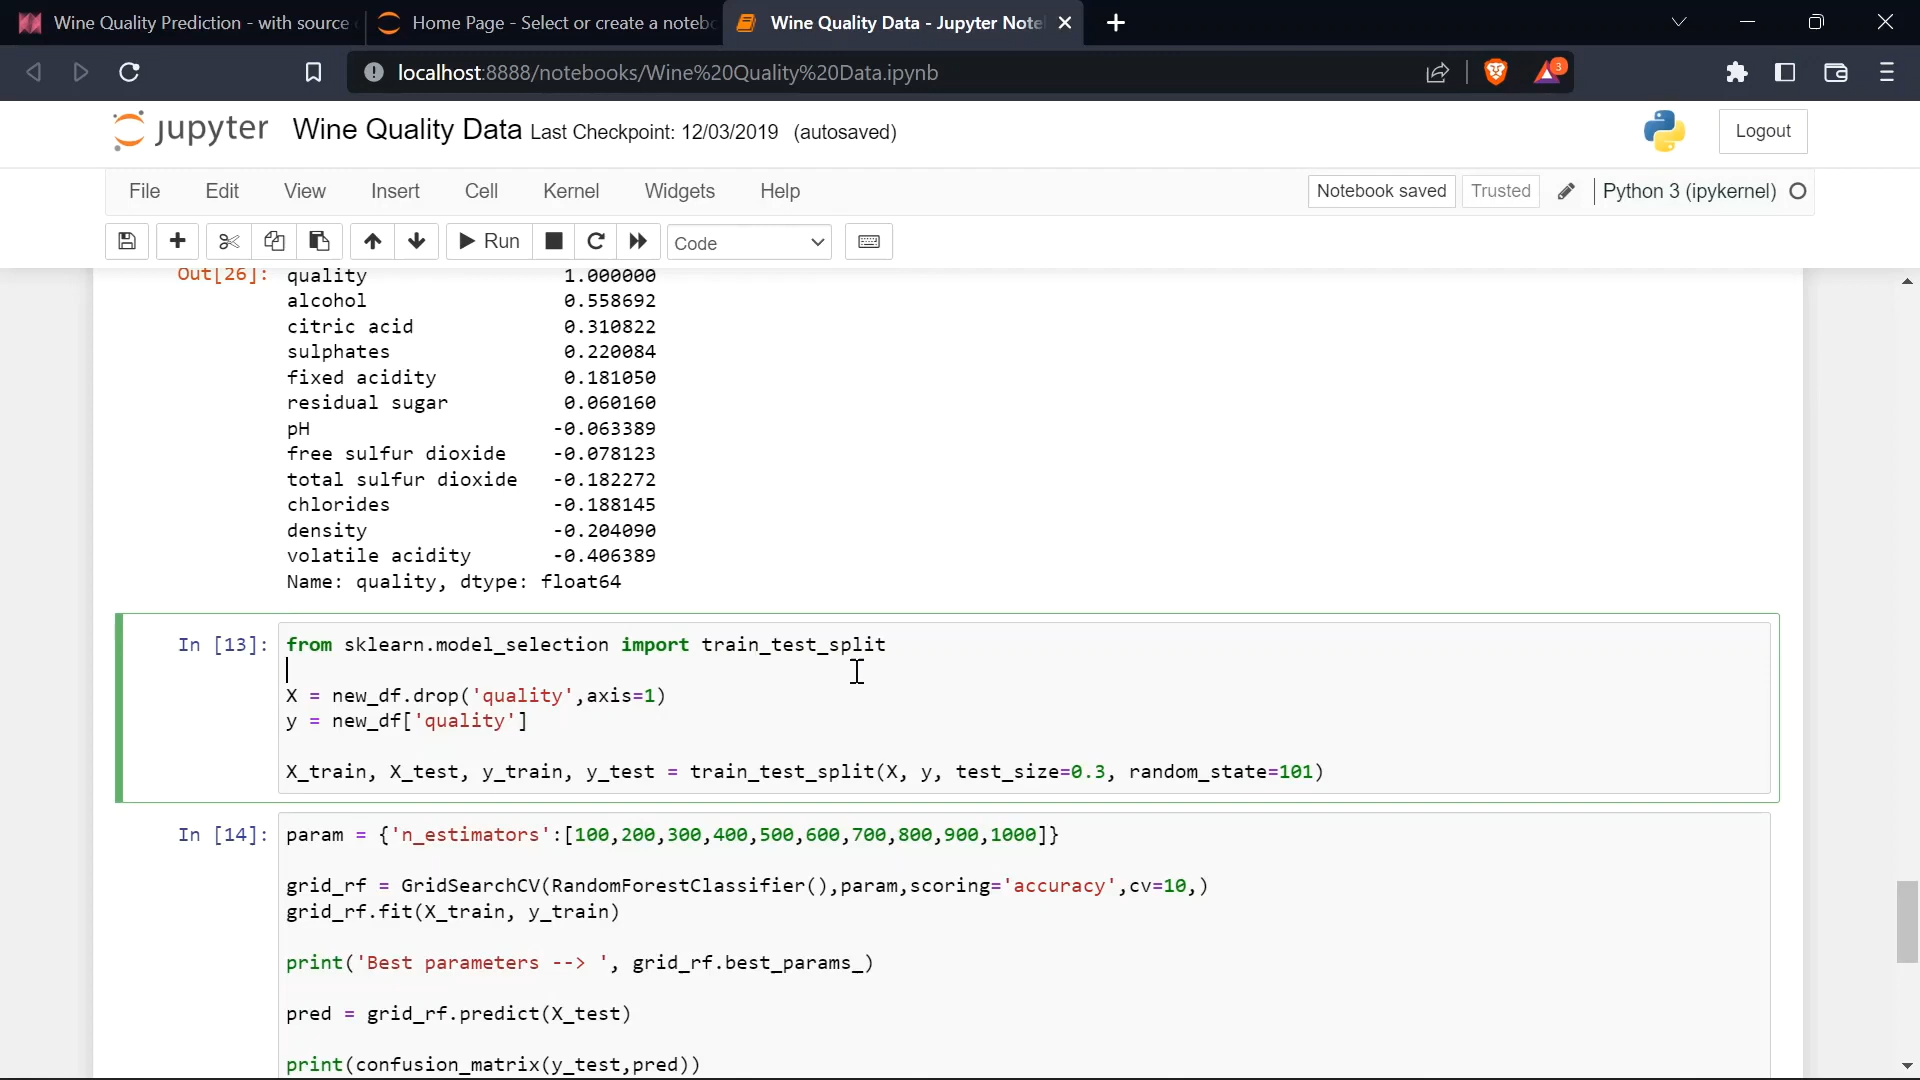 Wine Quality Prediction - with source
Home Page - Select or create a noteb
Wine Quality Data - Jupyter Note
localhost:8888/notebooks/Wine%20Quality%20Data.ipynb
3
jupyter Wine Quality Data Last Checkpoint: 12/03/2019 (autosaved)
Logout
File Edit View Insert Cell Kernel Widgets Help
Notebook saved Trusted Python 3 (ipykernel)
Run Code
Out[26]: quality 1.000000
alcohol 0.558692
citric acid 0.310822
sulphates 0.220084
fixed acidity 0.181050
residual sugar 0.060160
pH -0.063389
free sulfur dioxide -0.078123
total sulfur dioxide -0.182272
chlorides -0.188145
density -0.204090
volatile acidity -0.406389
Name: quality, dtype: float64
In [13]: from sklearn.model_selection import train_test_split
X = new_df.drop('quality',axis=1)
y = new_df['quality']
X_train, X_test, y_train, y_test = train_test_split(X, y, test_size=0.3, random_state=101)
In [14]: param = {'n_estimators':[100,200,300,400,500,600,700,800,900,1000]}
grid_rf = GridSearchCV(RandomForestClassifier(),param,scoring='accuracy',cv=10,)
grid_rf.fit(X_train, y_train)
print('Best parameters --> ', grid_rf.best_params_)
pred = grid_rf.predict(X_test)
print(confusion_matrix(y_test,pred))